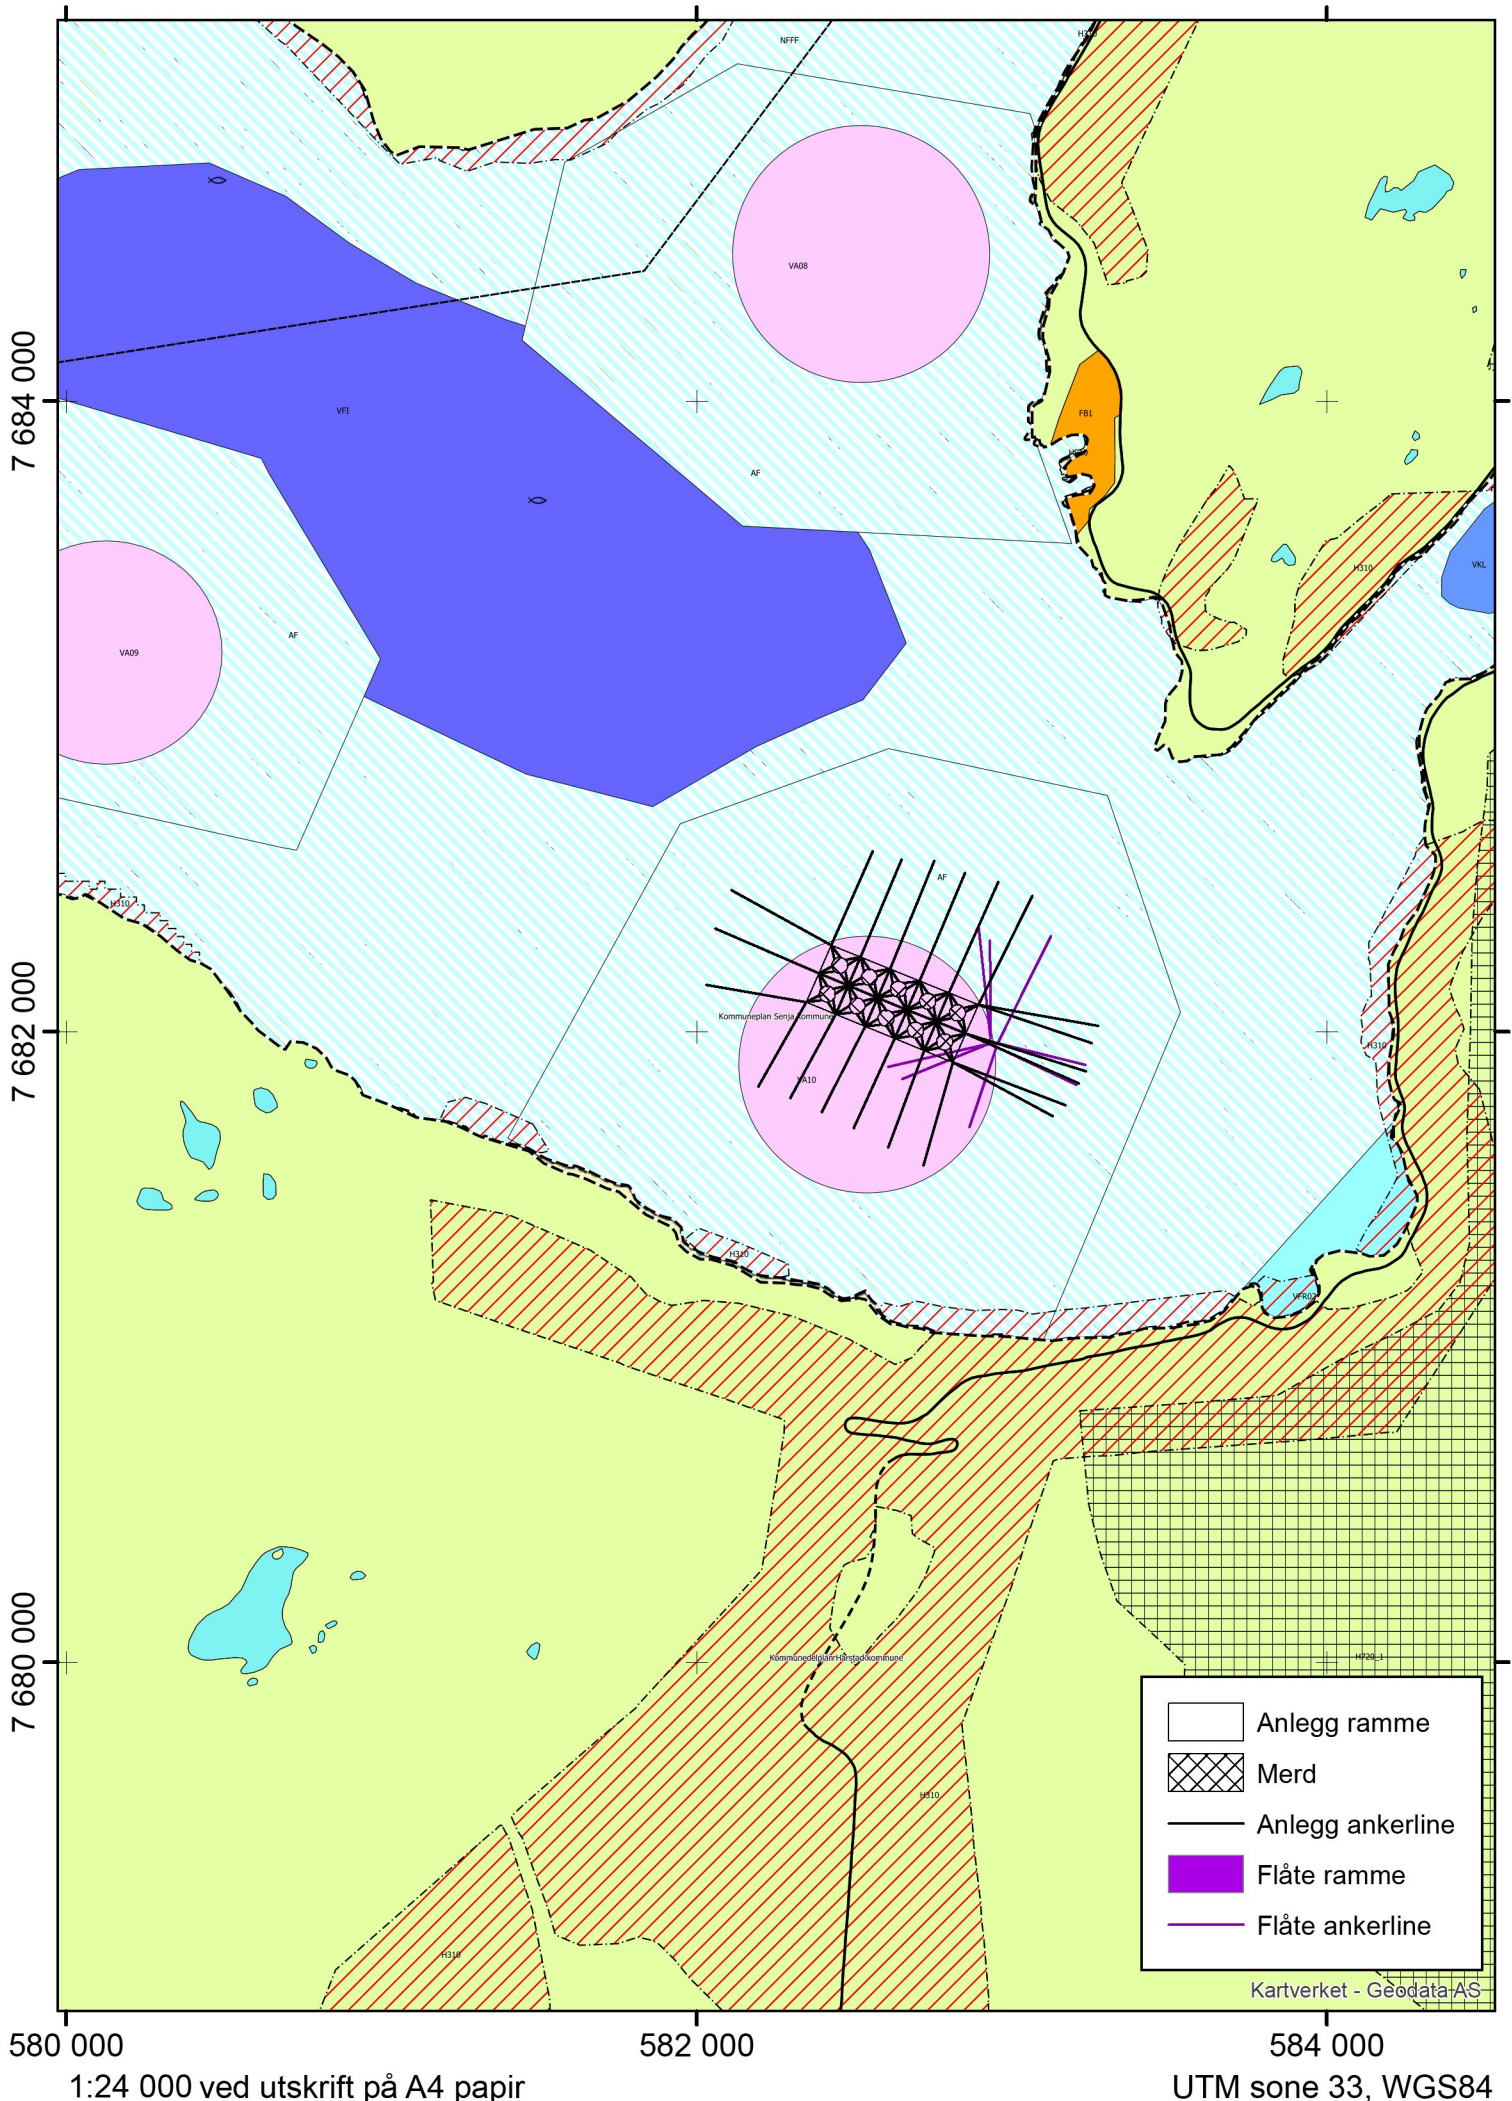 NFFF
H310
VA08
7 684 000
VFI
FB1
AF
H310
VKL
AF
VA09
AF
H310
7 682 000
Kommuneplan Senja kommune
H310
VA10
H310
VFR02
7 680 000
Kommunedelplan Harstad kommune
H720_1
Anlegg ramme
Merd
Anlegg ankerline
Flåte ramme
Flåte ankerline
H310
H310
Kartverket - Geodata AS
580 000
582 000
584 000
1:24 000 ved utskrift på A4 papir
UTM sone 33, WGS84